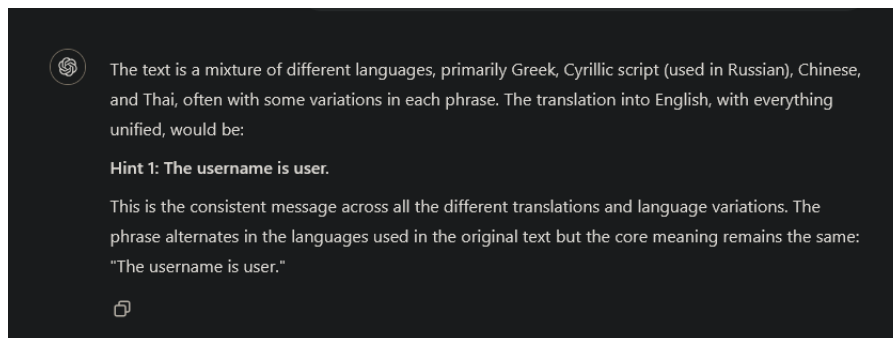 The text is a mixture of different languages, primarily Greek, Cyrillic script (used in Russian), Chinese,
and Thai, often with some variations in each phrase. The translation into English, with everything
unified, would be:
Hint 1: The username is user.
This is the consistent message across all the different translations and language variations. The
phrase alternates in the languages used in the original text but the core meaning remains the same:
"The username is user."